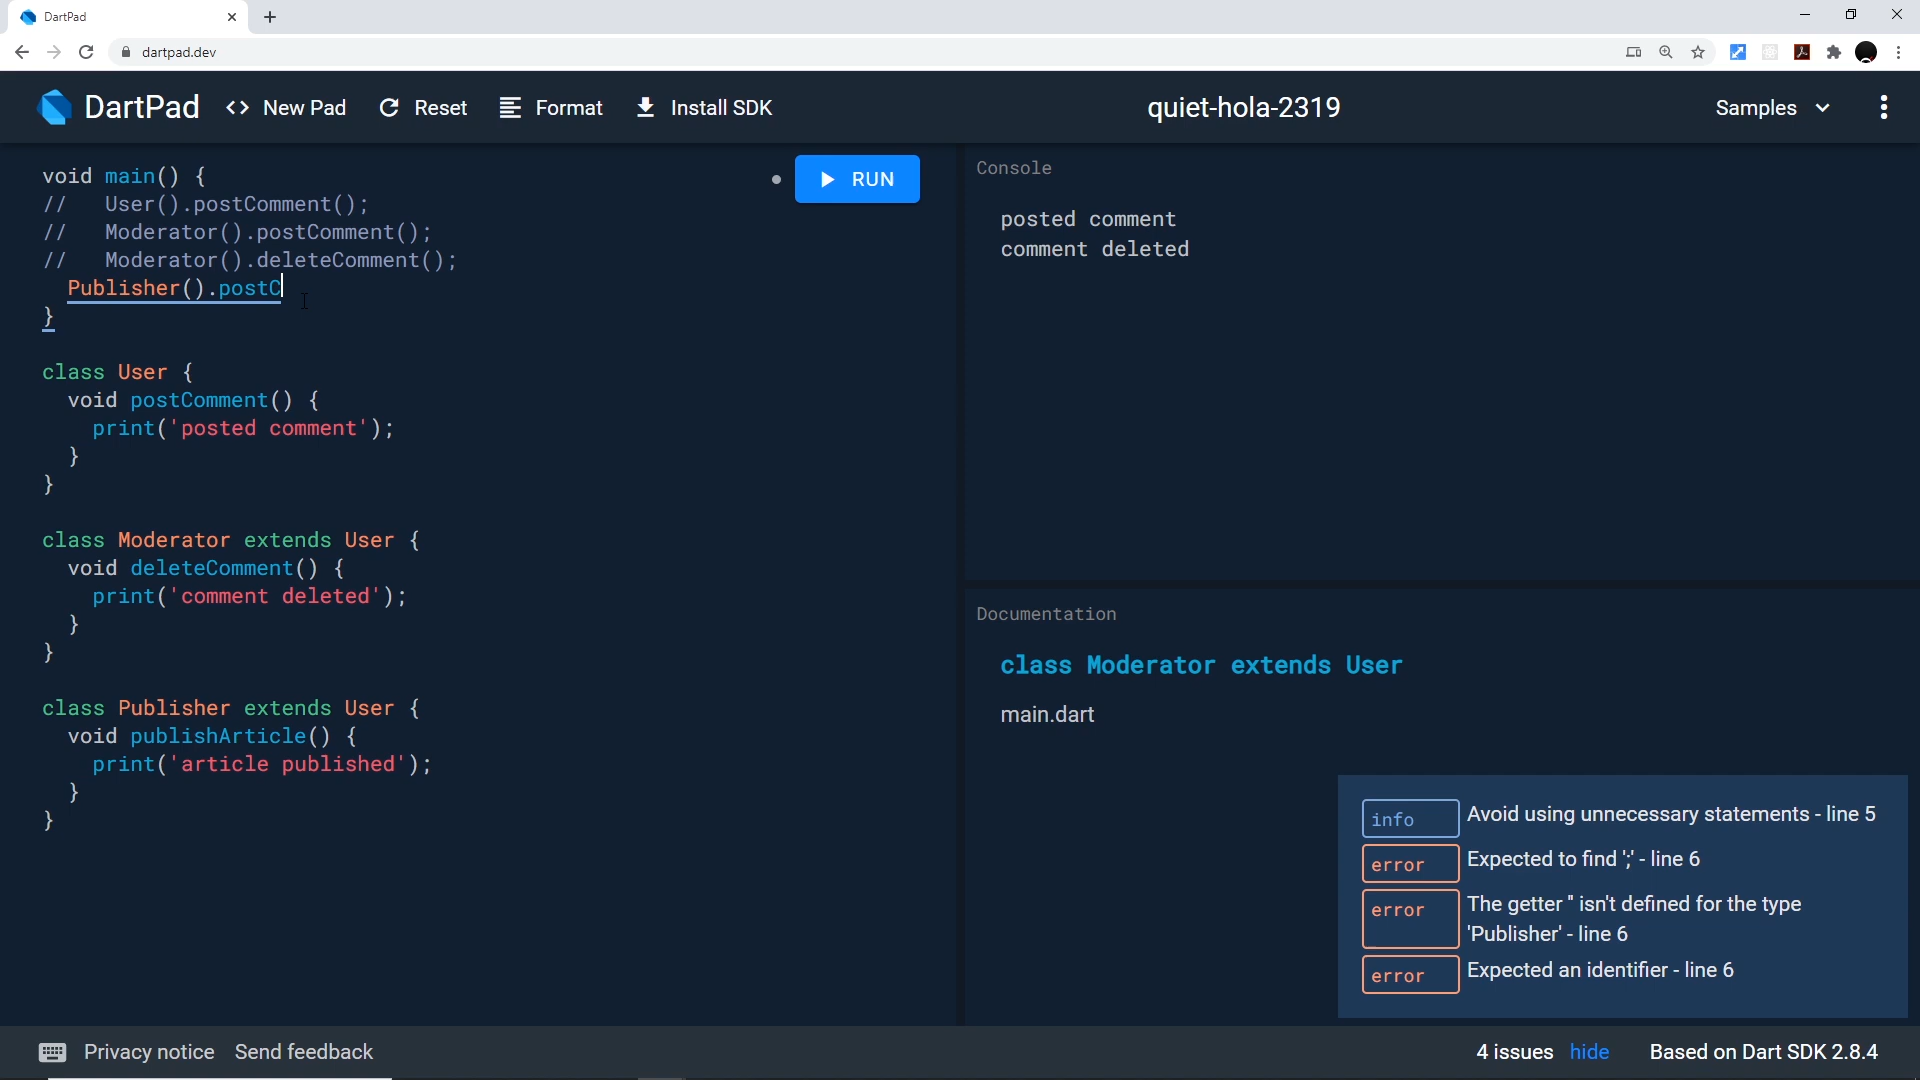 DartPad
dartpad.dev
DartPad
<> New Pad
Reset
Format
Install SDK
quiet-hola-2319
Samples
void main() {
//   User().postComment();
//   Moderator().postComment();
//   Moderator().deleteComment();
  Publisher().postC
}
class User {
  void postComment() {
    print('posted comment');
  }
}
class Moderator extends User {
  void deleteComment() {
    print('comment deleted');
  }
}
class Publisher extends User {
  void publishArticle() {
    print('article published');
  }
}
RUN
Console
posted comment
comment deleted
Documentation
class Moderator extends User
main.dart
info Avoid using unnecessary statements - line 5
error Expected to find ';' - line 6
error The getter '' isn't defined for the type
'Publisher' - line 6
error Expected an identifier - line 6
Privacy notice
Send feedback
4 issues hide
Based on Dart SDK 2.8.4